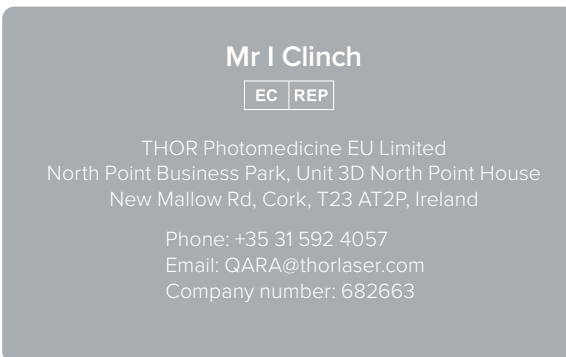 Mr I Clinch
EC REP
THOR Photomedicine EU Limited
North Point Business Park, Unit 3D North Point House
New Mallow Rd, Cork, T23 AT2P, Ireland
Phone: +35 31 592 4057
Email: QARA@thorlaser.com
Company number: 682663